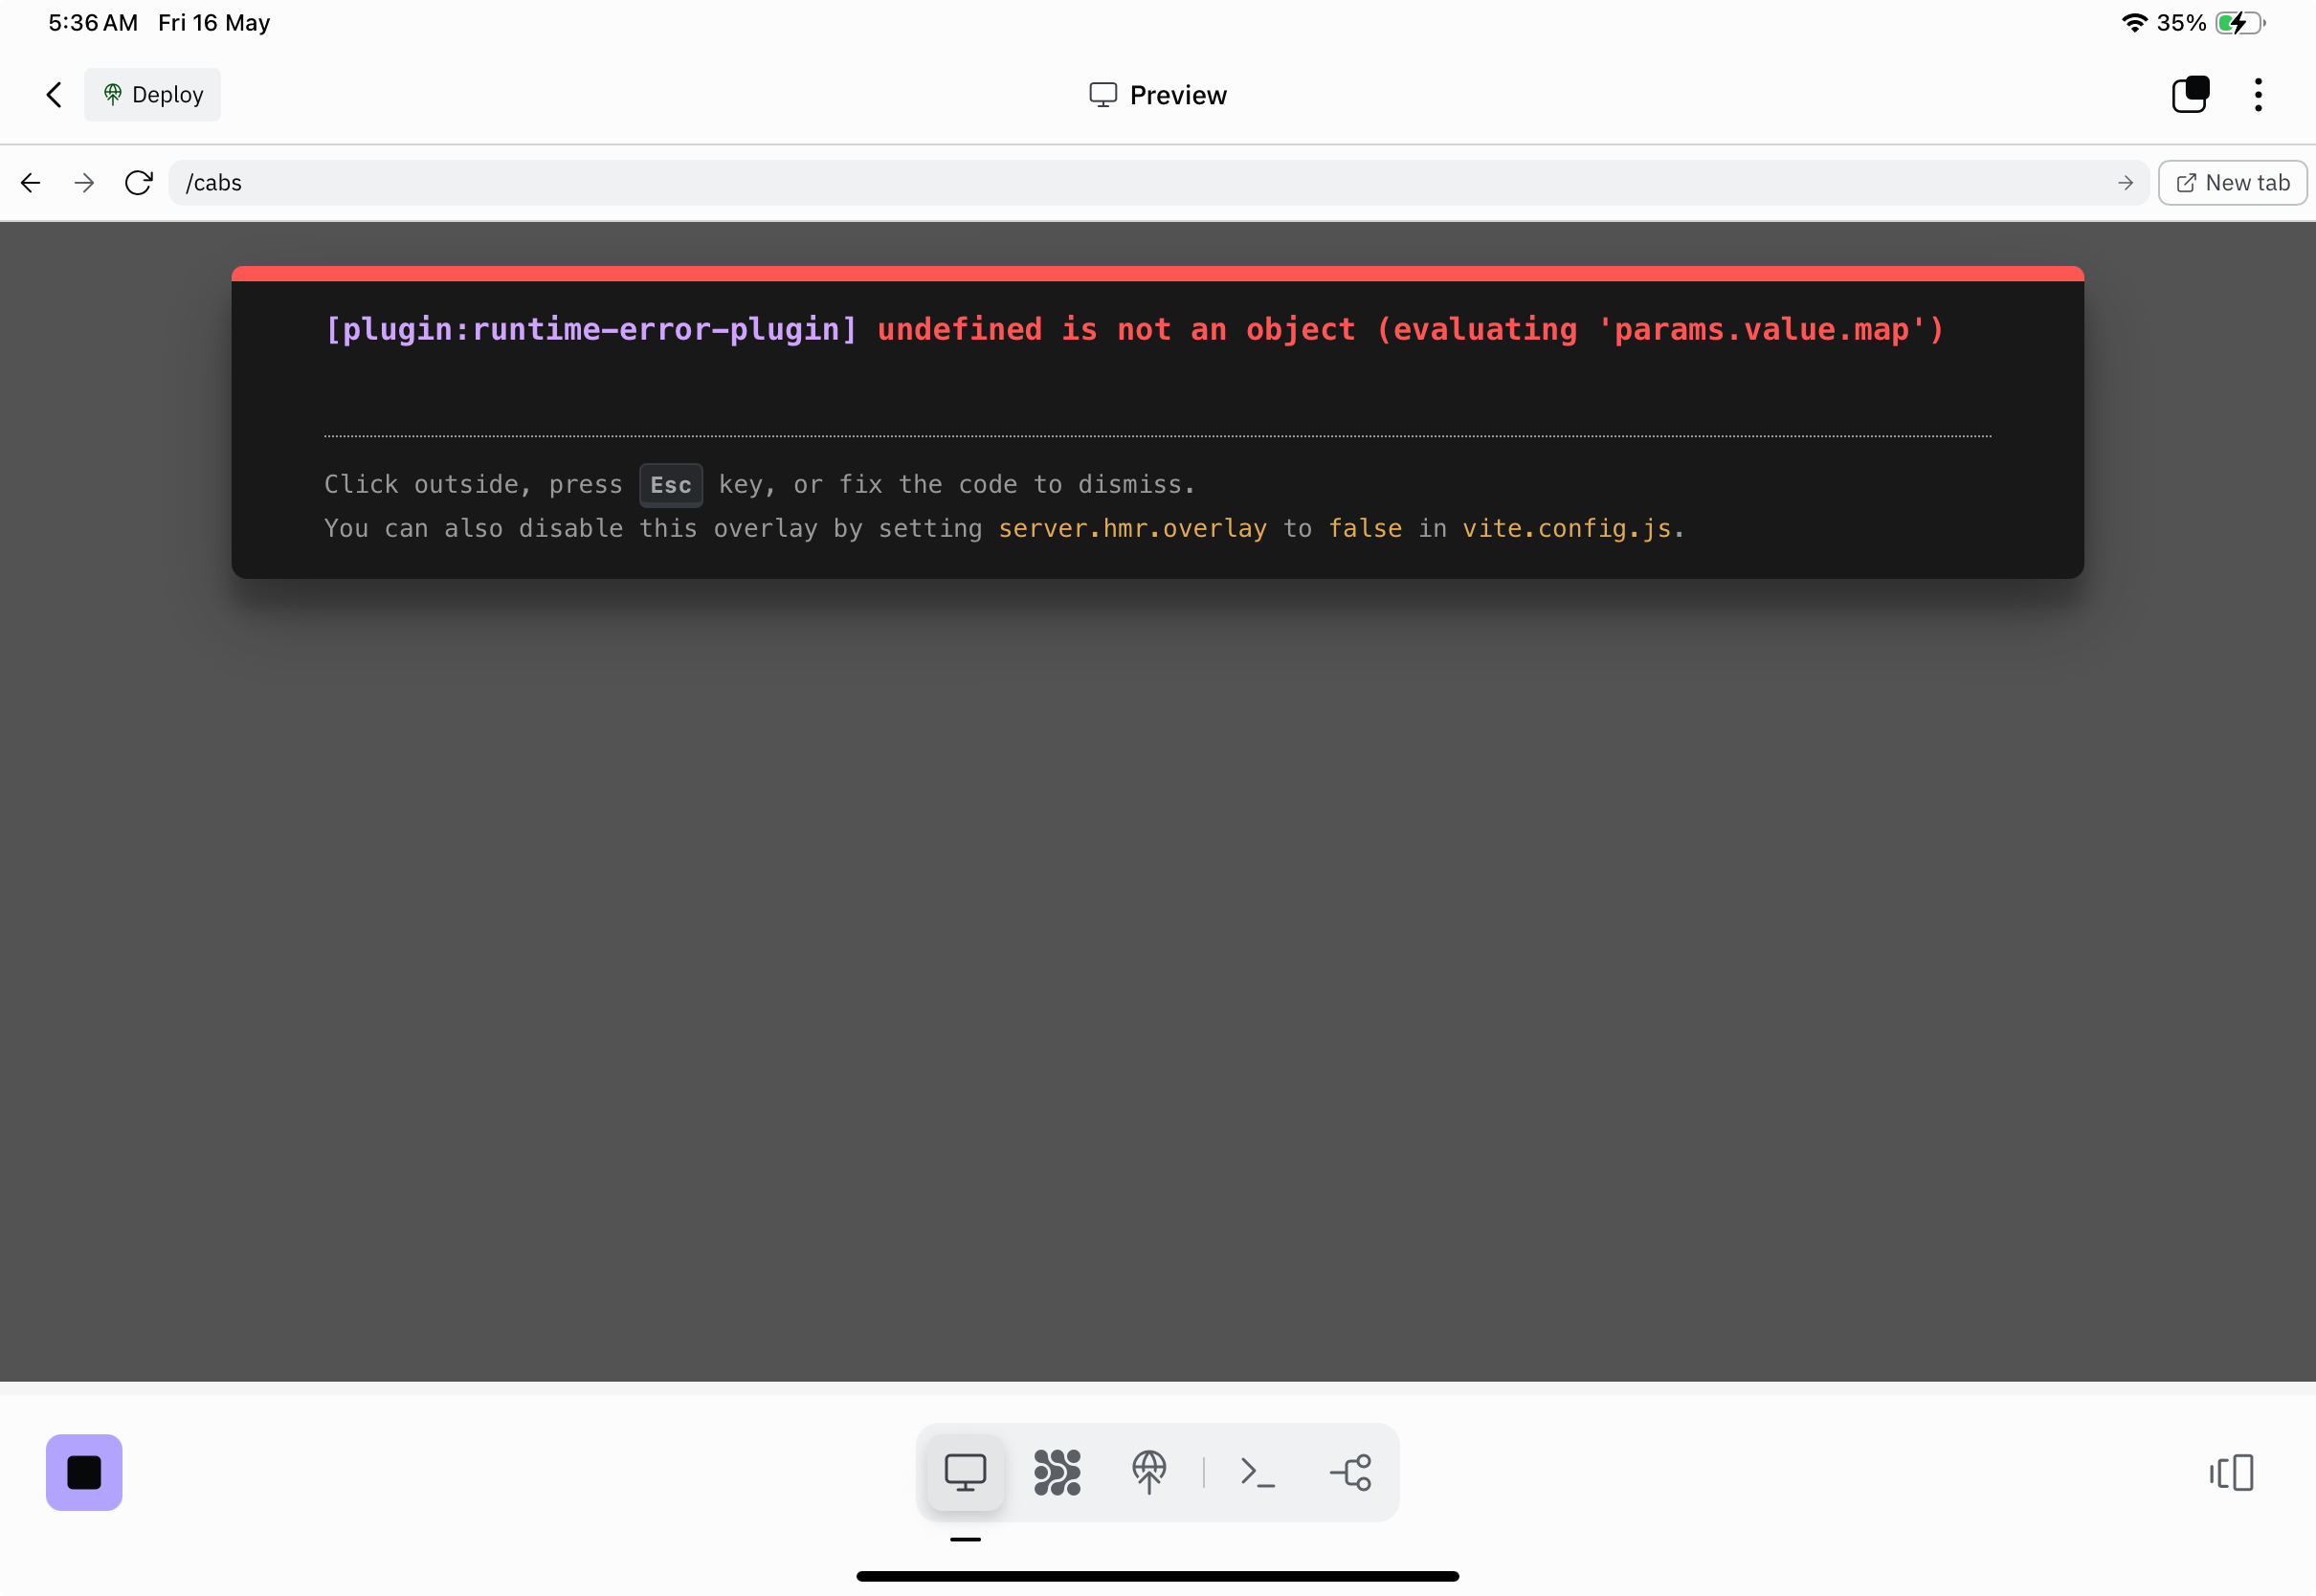 5:36 AM Fri 16 May 35%
Deploy Preview
/cabs New tab
[plugin:runtime-error-plugin] undefined is not an object (evaluating 'params.value.map')
Click outside, press Esc key, or fix the code to dismiss.
You can also disable this overlay by setting server.hmr.overlay to false in vite.config.js.